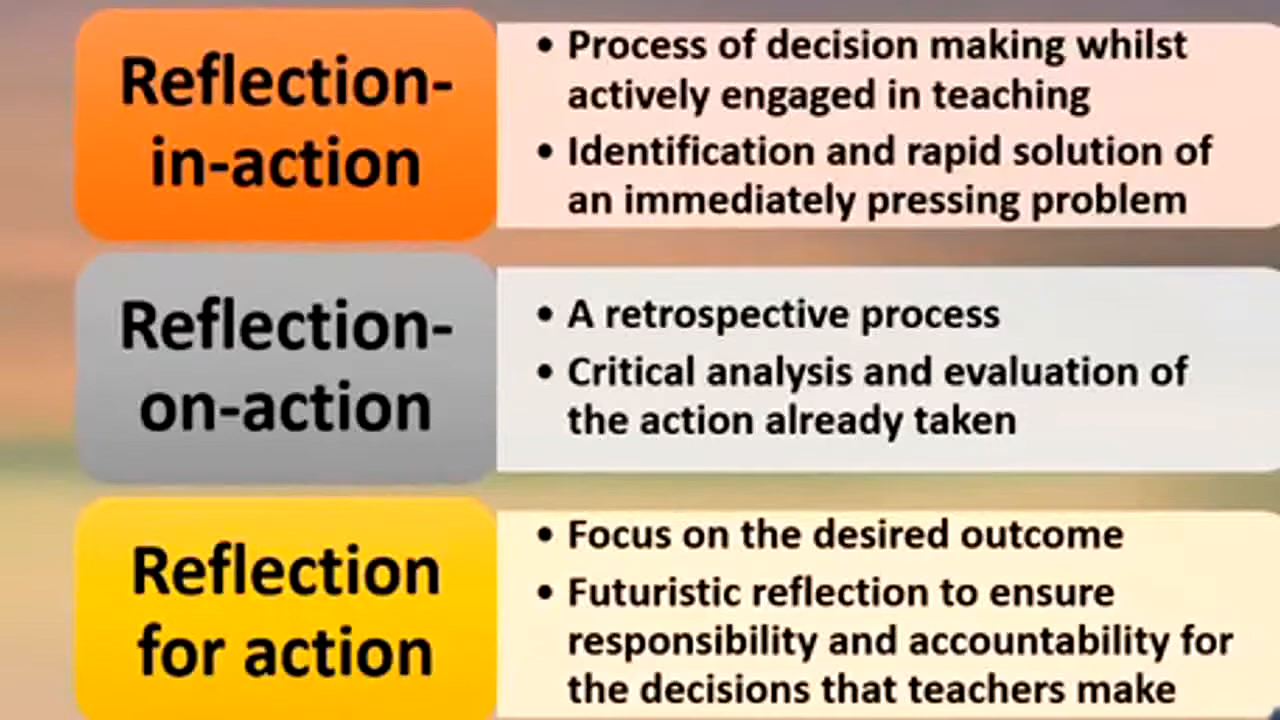 Reflection-
in-action
• Process of decision making whilst
actively engaged in teaching
• Identification and rapid solution of
an immediately pressing problem
Reflection-
on-action
• A retrospective process
• Critical analysis and evaluation of
the action already taken
Reflection
for action
• Focus on the desired outcome
• Futuristic reflection to ensure
responsibility and accountability for
the decisions that teachers make